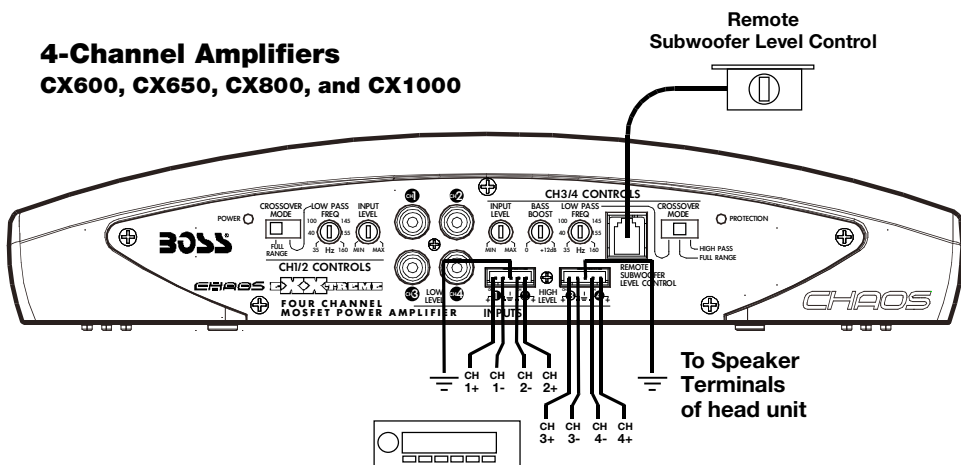 4-Channel Amplifiers
CX600, CX650, CX800, and CX1000
Remote
Subwoofer Level Control
POWER
CROSSOVER
MODE
FULL
RANGE
LOW PASS
FREQ
100
145
40
155
35
Hz
160
INPUT
LEVEL
MIN
MAX
CH1/2 CONTROLS
BOSS
CHAOS EXXTREME
FOUR CHANNEL
MOSFET POWER AMPLIFIER
LOW
LEVEL
HIGH
LEVEL
INPUTS
CH3/4 CONTROLS
INPUT
LEVEL
MIN
MAX
BASS
BOOST
0
+12dB
LOW PASS
FREQ
100
145
40
155
35
Hz
160
REMOTE
SUBWOOFER
LEVEL CONTROL
CROSSOVER
MODE
HIGH PASS
FULL RANGE
PROTECTION
CHAOS
CH
1+
CH
1-
CH
2-
CH
2+
CH
3+
CH
3-
CH
4-
CH
4+
To Speaker
Terminals
of head unit